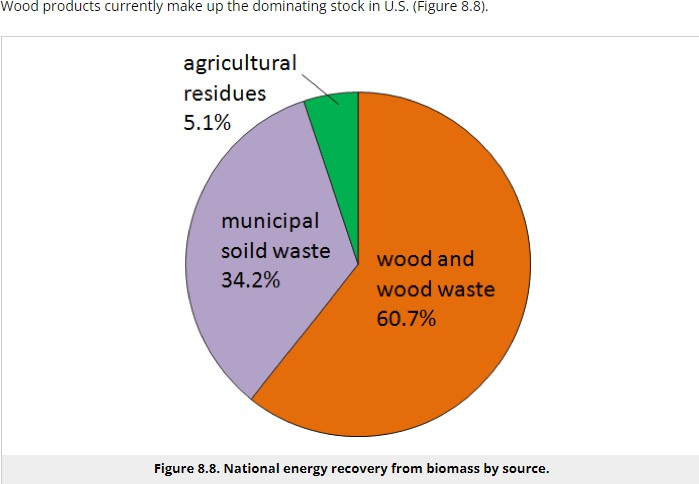 Wood products currently make up the dominating stock in U.S. (Figure 8.8).
agricultural
residues
5.1%
municipal
soild waste
34.2%
wood and
wood waste
60.7%
Figure 8.8. National energy recovery from biomass by source.